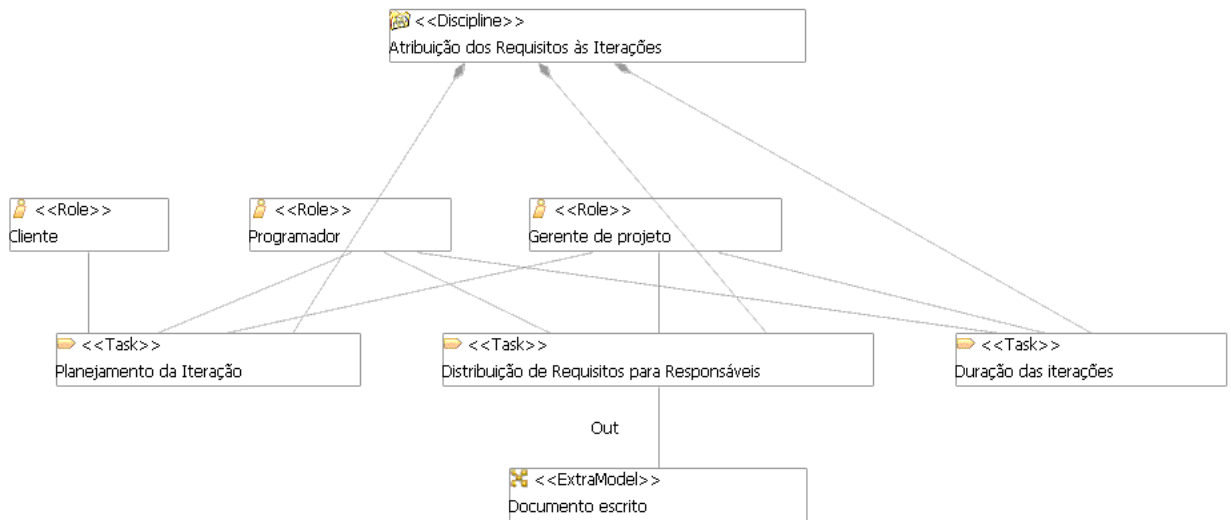 <<Discipline>>
Atribuição dos Requisitos às Iterações
<<Role>>
Cliente
<<Role>>
Programador
<<Role>>
Gerente de projeto
<<Task>>
Planejamento da Iteração
<<Task>>
Distribuição de Requisitos para Responsáveis
<<Task>>
Duração das iterações
Out
<<ExtraModel>>
Documento escrito